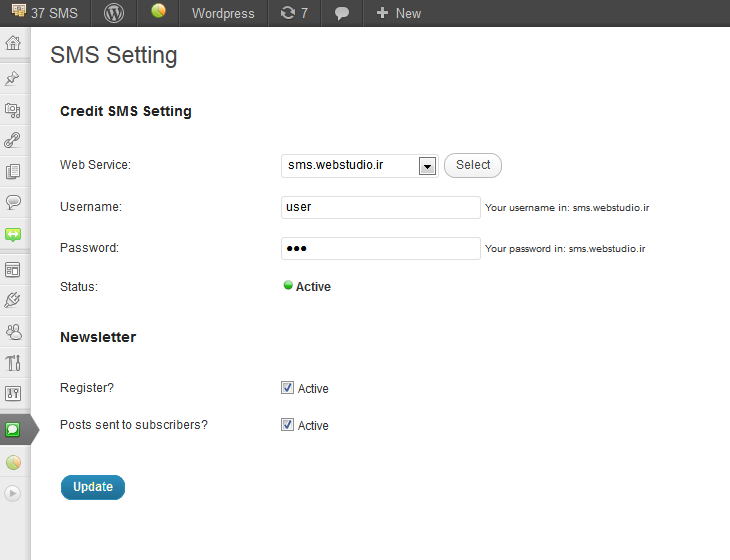 37 SMS Wordpress 7 New
SMS Setting
Credit SMS Setting
Web Service: sms.webstudio.ir Select
Username: user Your username in: sms.webstudio.ir
Password: ●●● Your password in: sms.webstudio.ir
Status: Active
Newsletter
Register? Active
Posts sent to subscribers? Active
Update